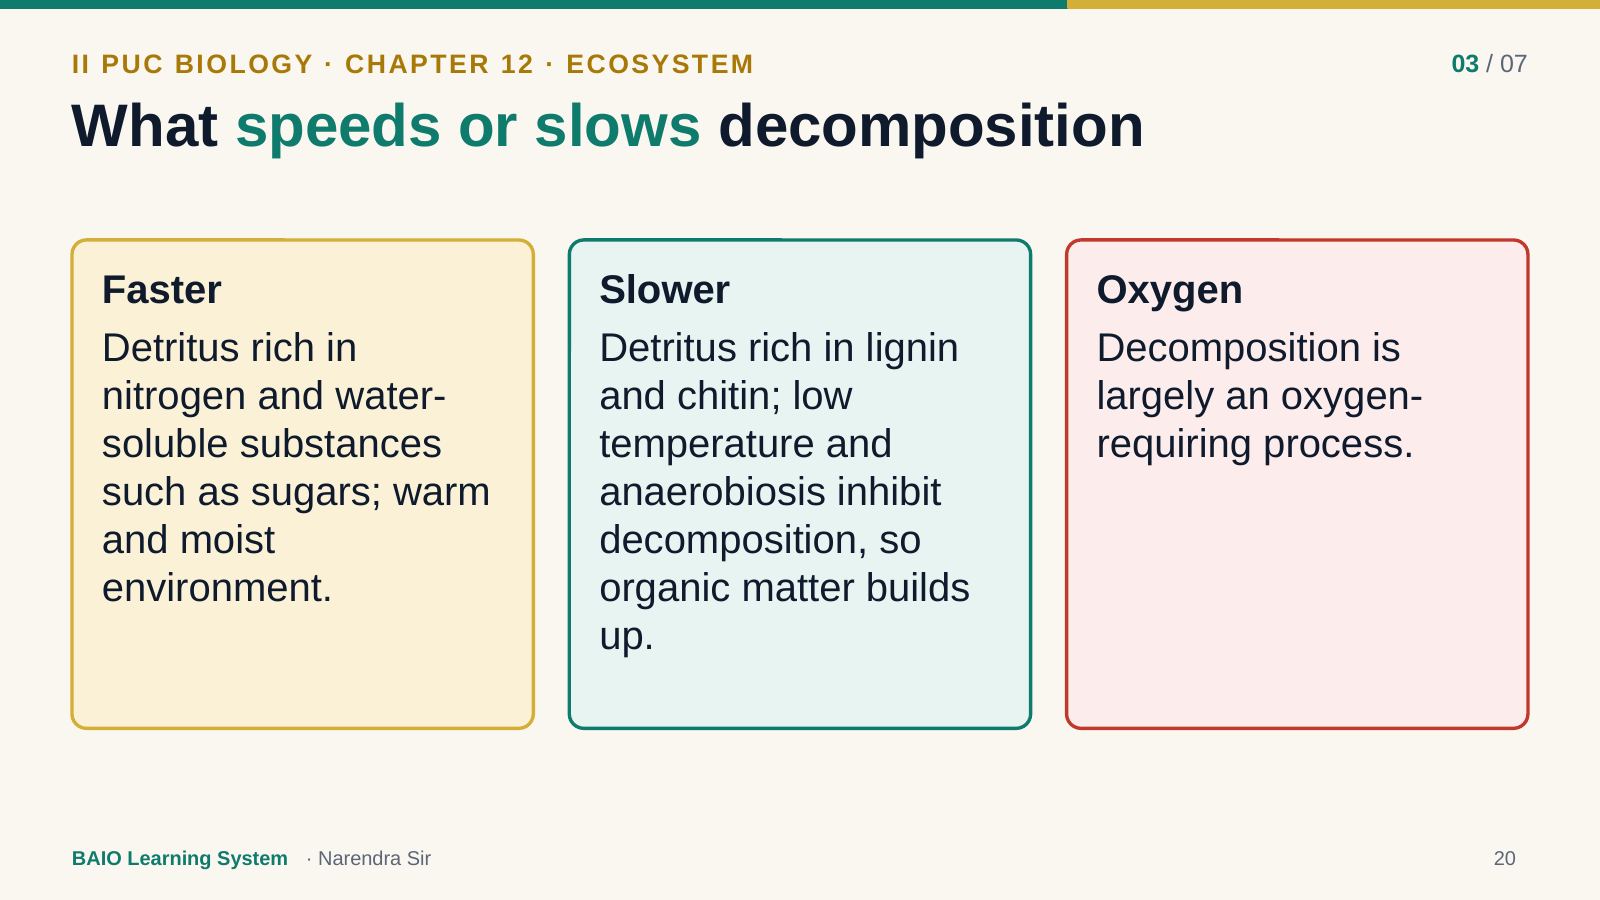 II PUC BIOLOGY · CHAPTER 12 · ECOSYSTEM
03 / 07
What speeds or slows decomposition
Faster
Detritus rich in
nitrogen and water-
soluble substances
such as sugars; warm
and moist
environment.
Slower
Detritus rich in lignin
and chitin; low
temperature and
anaerobiosis inhibit
decomposition, so
organic matter builds
up.
Oxygen
Decomposition is
largely an oxygen-
requiring process.
BAIO Learning System · Narendra Sir
20